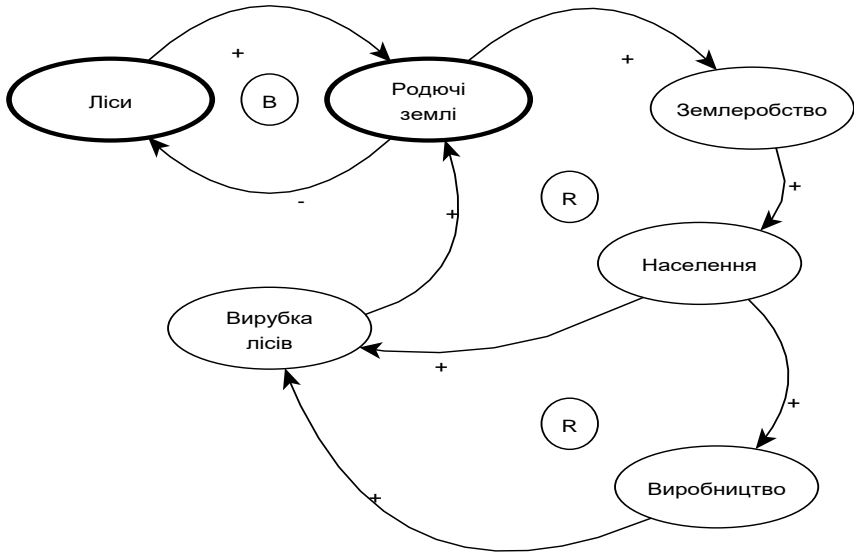 +
+
Ліси
B
Родючі
землі
Землеробство
-
+
R
+
Населення
Вирубка
лісів
+
+
R
Виробництво
+